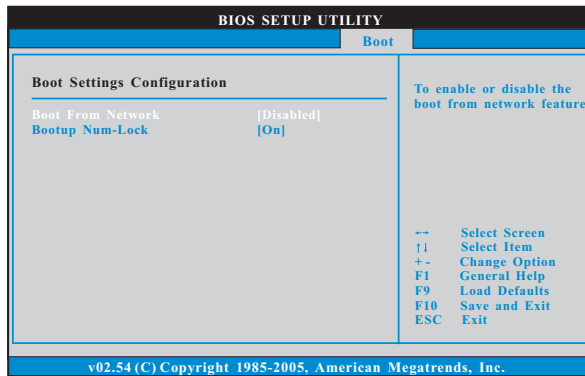 BIOS SETUP UTILITY
Boot
Boot Settings Configuration
Boot From Network [Disabled]
Bootup Num-Lock [On]
To enable or disable the
boot from network feature
←→ Select Screen
↑↓ Select Item
+ - Change Option
F1 General Help
F9 Load Defaults
F10 Save and Exit
ESC Exit
v02.54 (C) Copyright 1985-2005, American Megatrends, Inc.